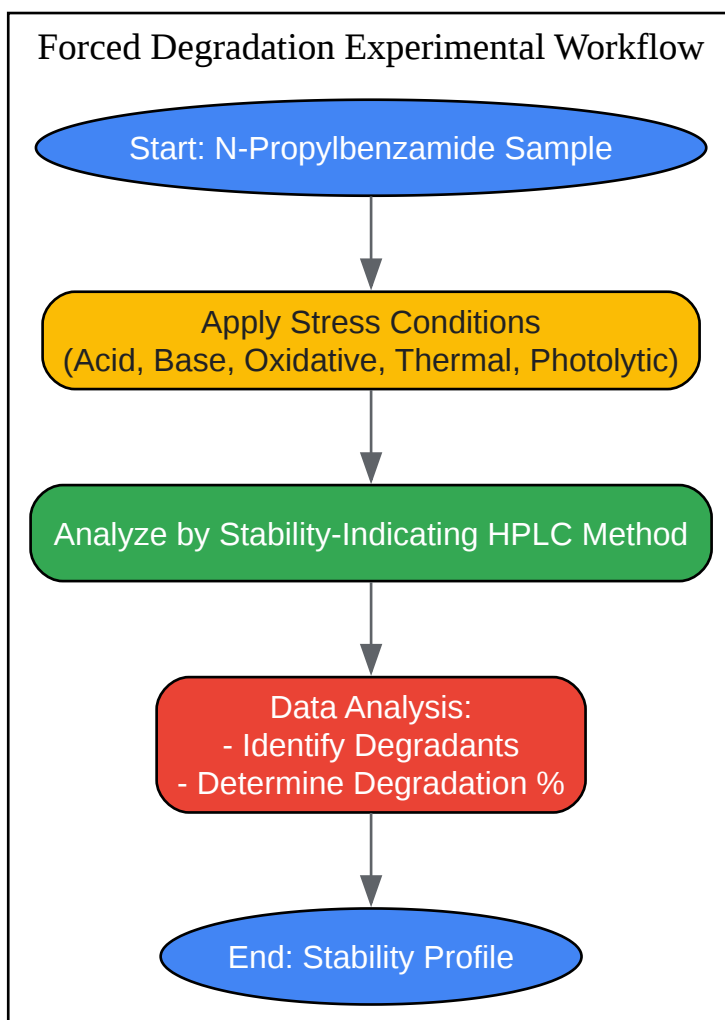 Forced Degradation Experimental Workflow
Start: N-Propylbenzamide Sample
Apply Stress Conditions
(Acid, Base, Oxidative, Thermal, Photolytic)
Analyze by Stability-Indicating HPLC Method
Data Analysis:
- Identify Degradants
- Determine Degradation %
End: Stability Profile